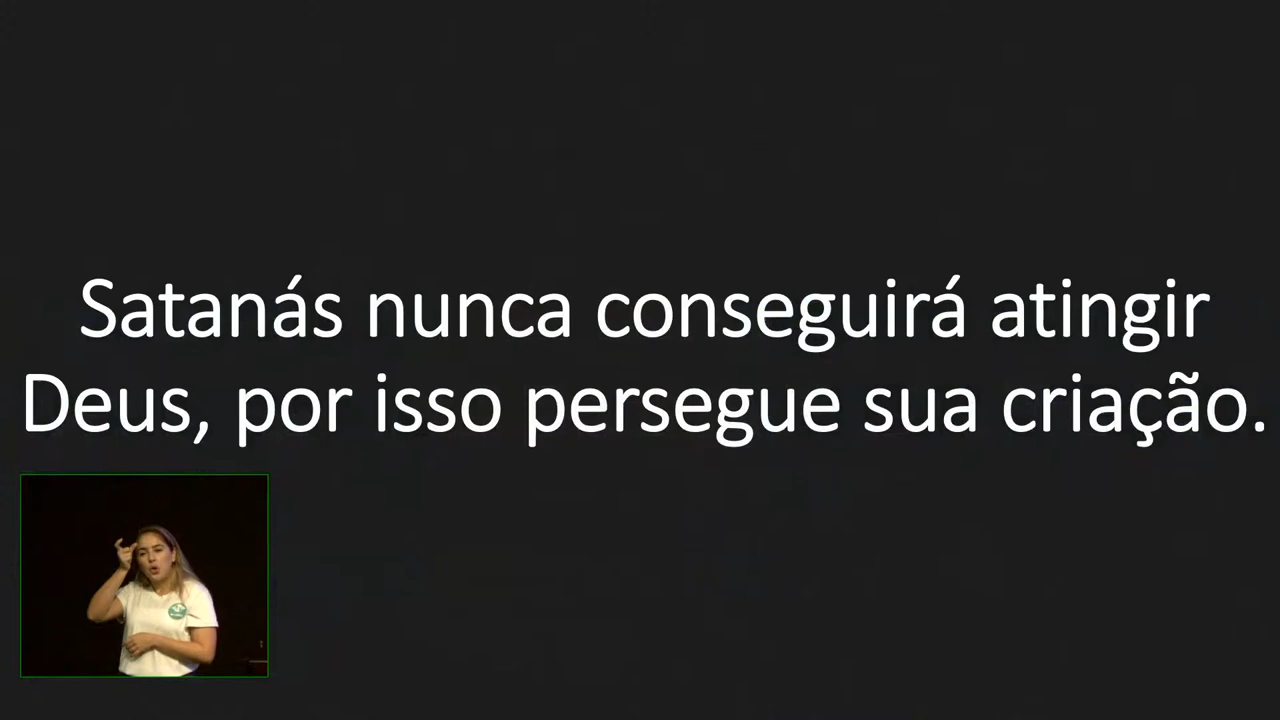 Satanás nunca conseguirá atingir
Deus, por isso persegue sua criação.